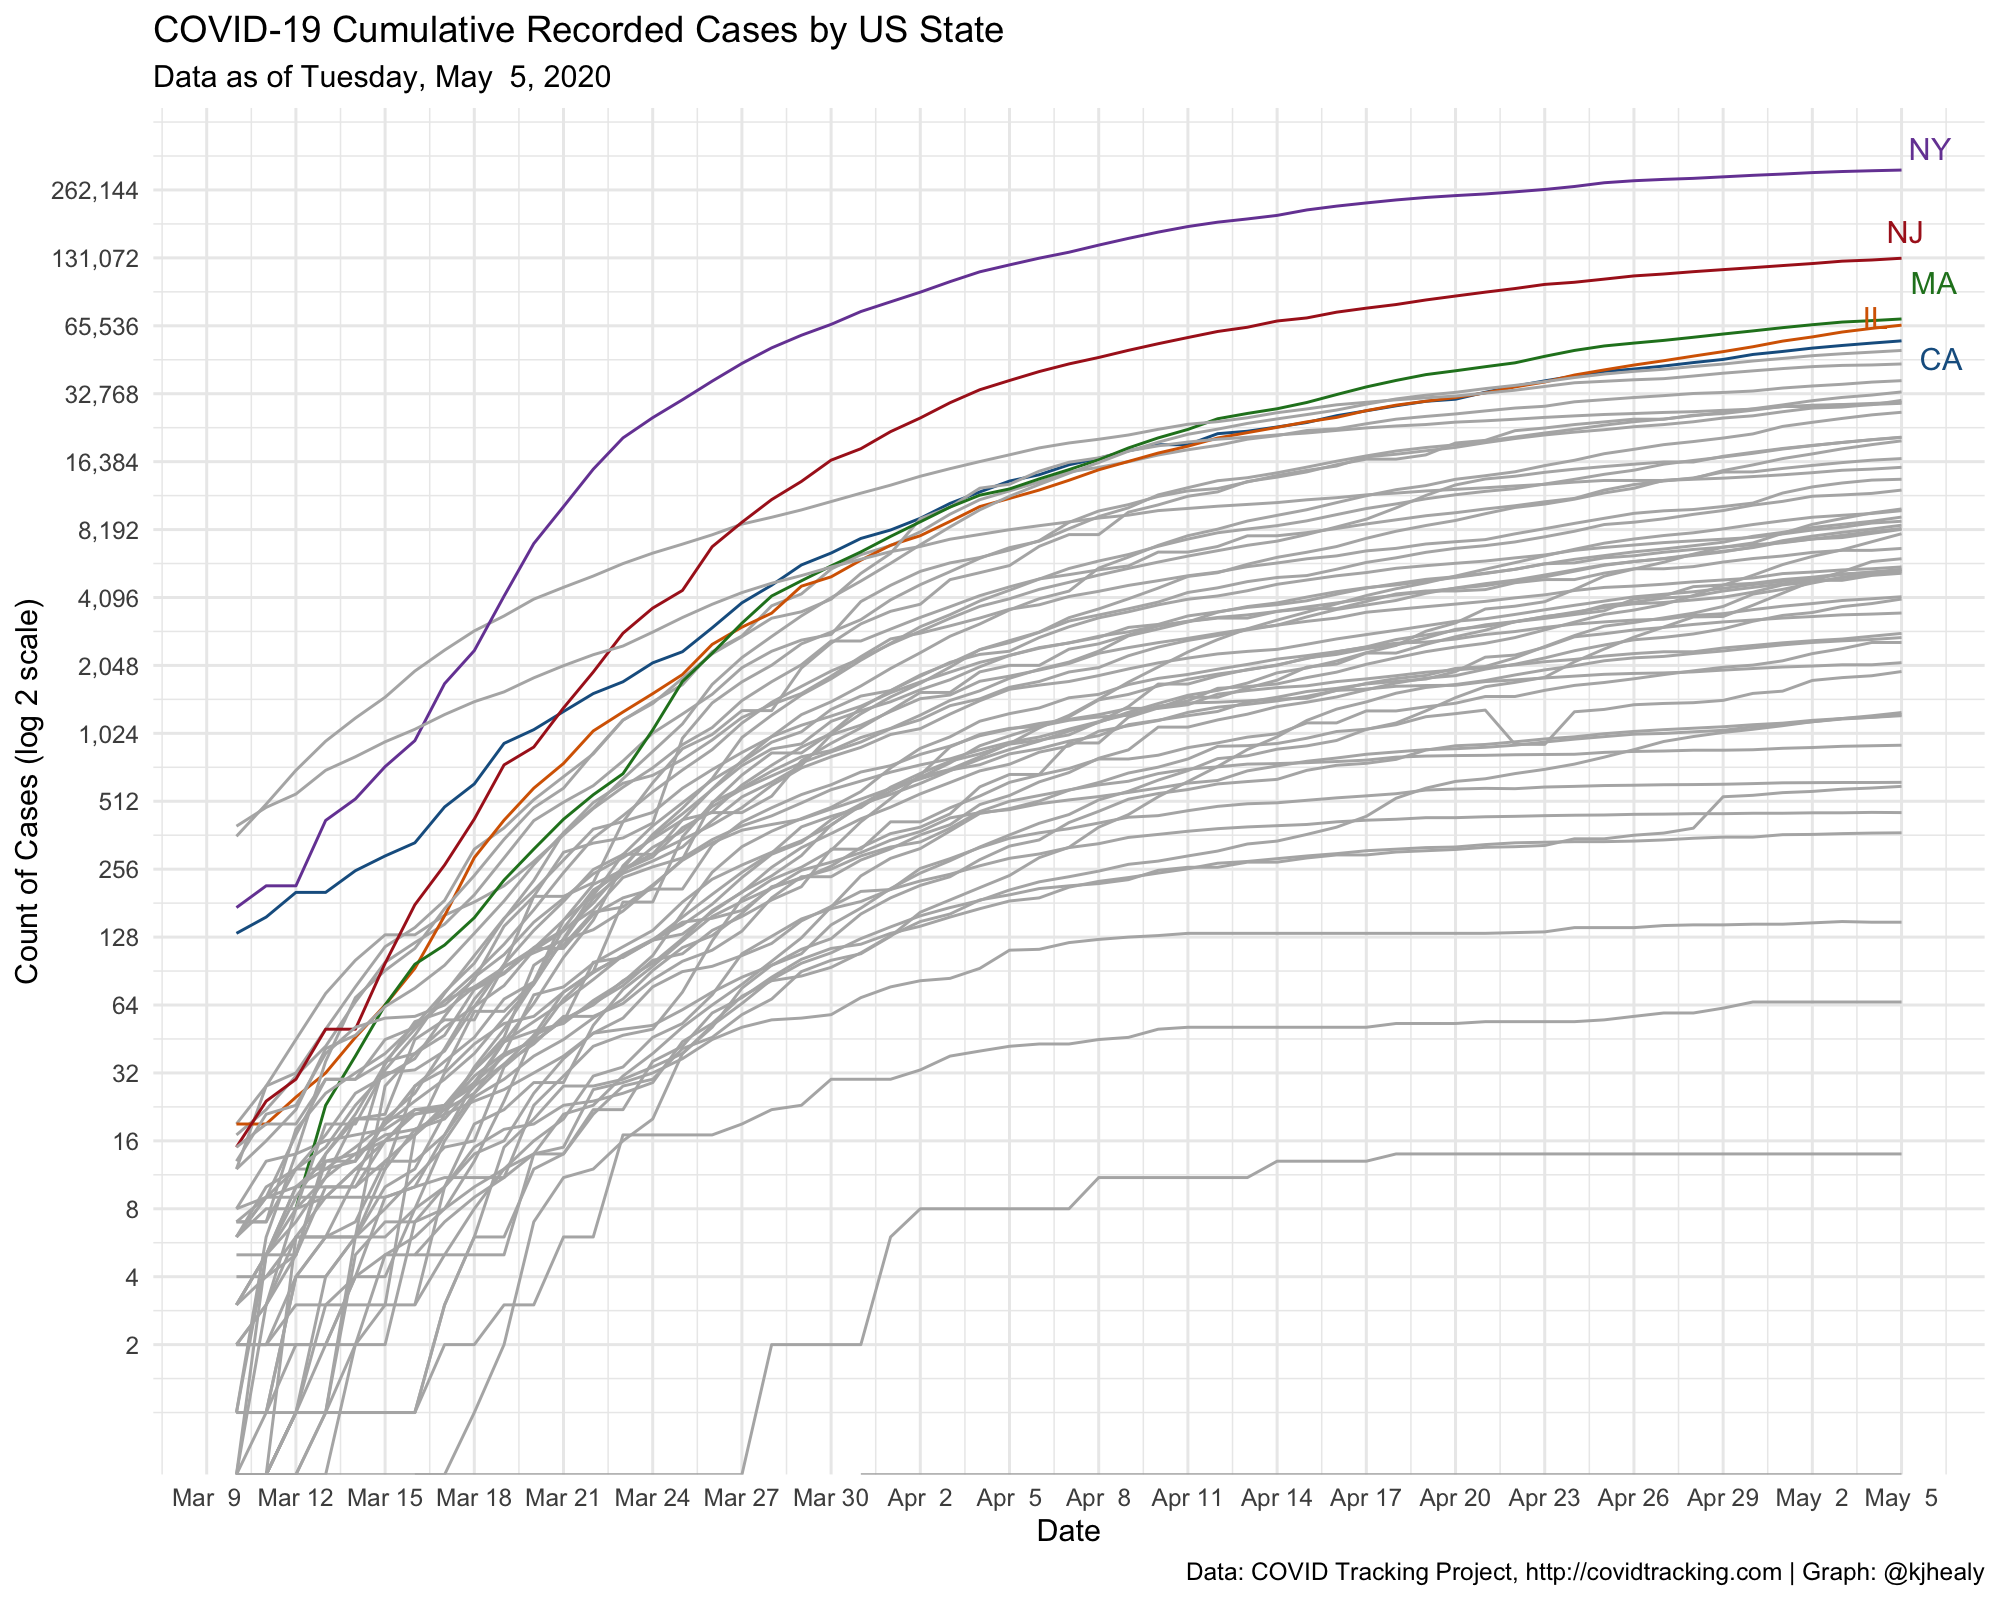 COVID-19 Cumulative Recorded Cases by US State
Data as of Tuesday, May  5, 2020
NY
262,144
NJ
131,072
MA
65,536
IL
CA
32,768
16,384
8,192
4,096
2,048
1,024
512
256
128
64
32
16
8
4
2
Count of Cases (log 2 scale)
Mar  9 Mar 12 Mar 15 Mar 18 Mar 21 Mar 24 Mar 27 Mar 30 Apr  2 Apr  5 Apr  8 Apr 11 Apr 14 Apr 17 Apr 20 Apr 23 Apr 26 Apr 29 May  2 May  5
Date
Data: COVID Tracking Project, http://covidtracking.com | Graph: @kjhealy